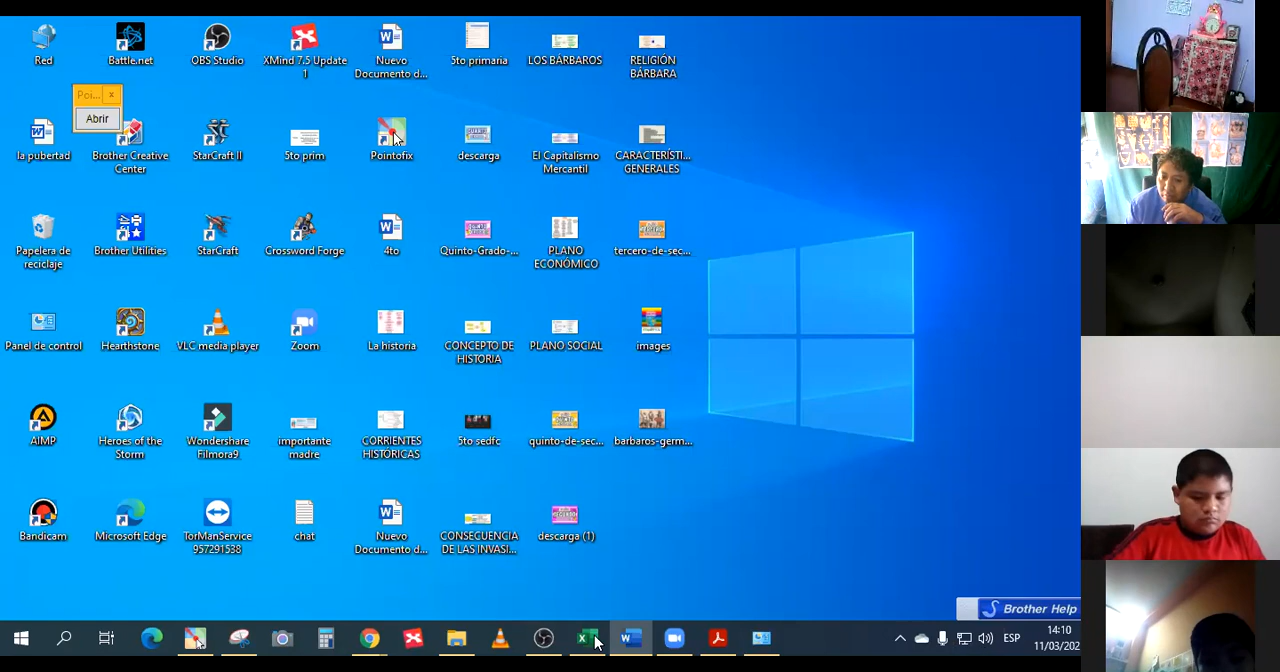 Red
Battle.net
OBS Studio
XMind 7.5 Update
1
Nuevo
Documento d...
5to primaria
LOS BÁRBAROS
RELIGIÓN
BÁRBARA
Poi... x
Abrir
la pubertad
Brother Creative
Center
StarCraft II
5to prim
Pointofix
descarga
El Capitalismo
Mercantil
CARACTERÍSTI...
GENERALES
Papelera de
reciclaje
Brother Utilities
StarCraft
Crossword Forge
4to
Quinto-Grado-...
PLANO
ECONÓMICO
tercero-de-sec...
Panel de control
Hearthstone
VLC media player
Zoom
La historia
CONCEPTO DE
HISTORIA
PLANO SOCIAL
images
AIMP
Heroes of the
Storm
Wondershare
Filmora9
importante
madre
CORRIENTES
HISTÓRICAS
5to sedfc
quinto-de-sec...
barbaros-germ...
Bandicam
Microsoft Edge
TorManService
957291538
chat
Nuevo
Documento d...
CONSECUENCIA
DE LAS INVASI...
descarga (1)
Brother Help
ESP
14:10
11/03/202